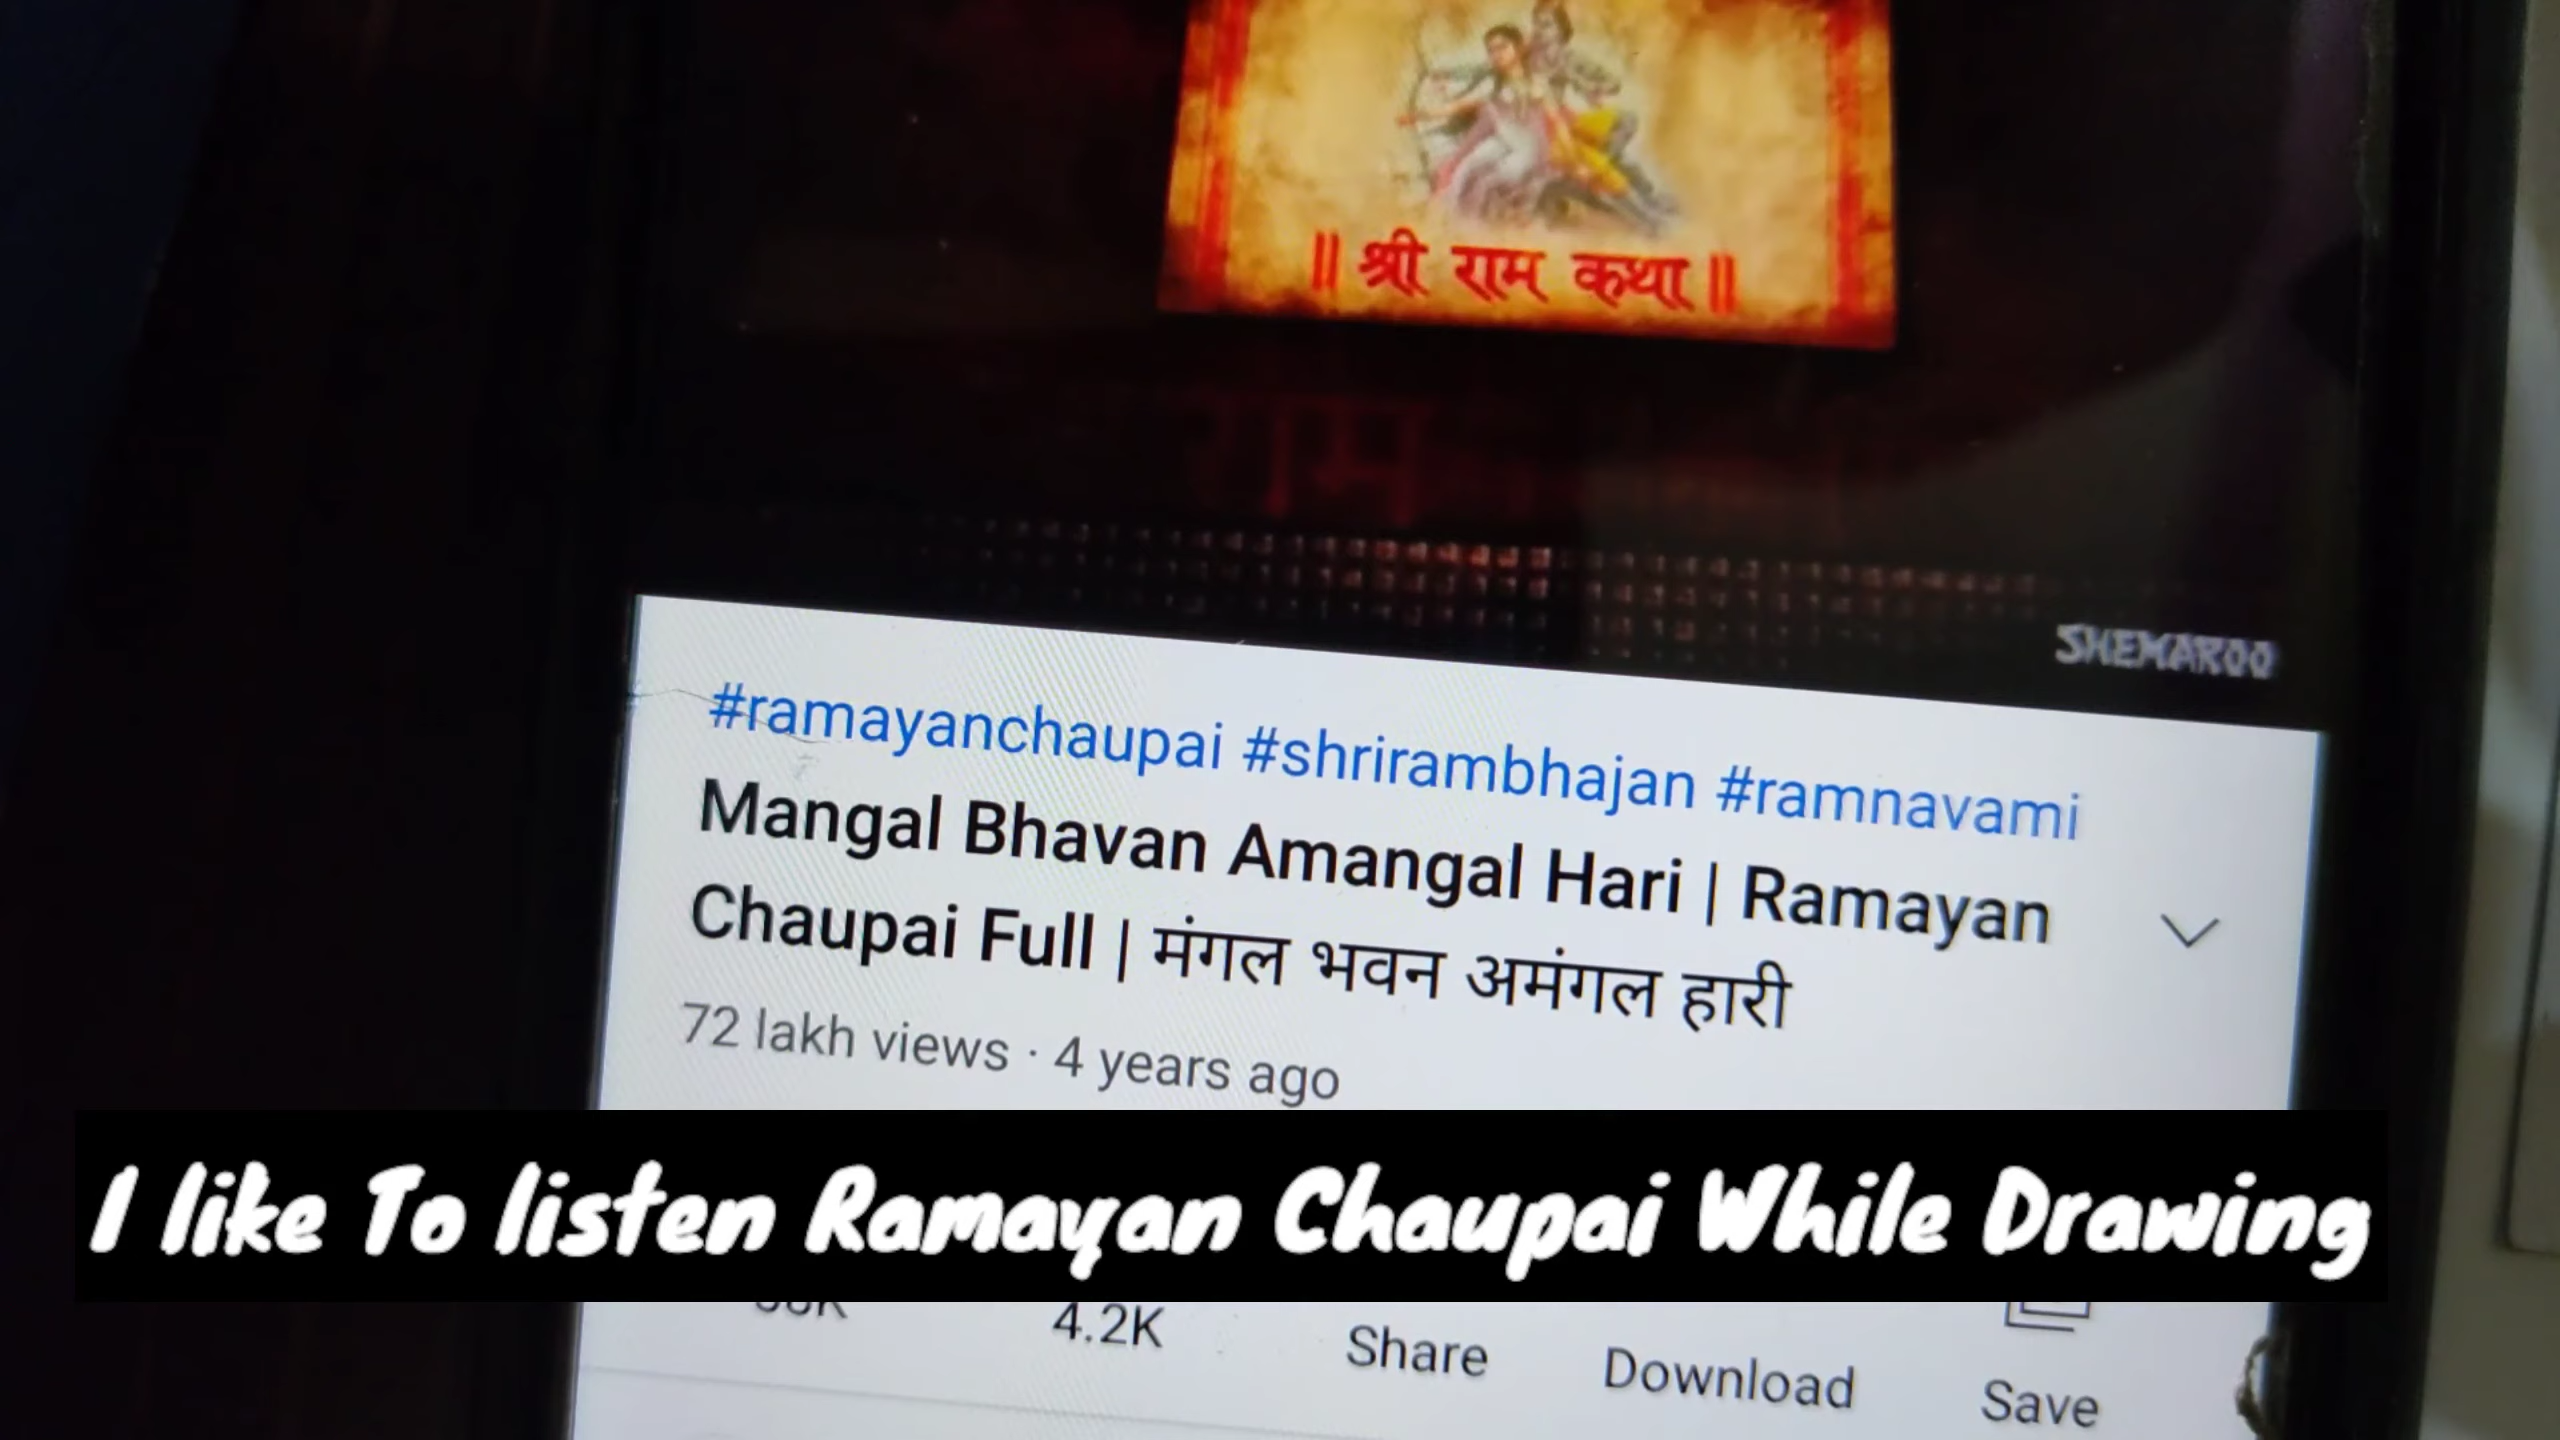 ॥ श्री राम कथा ॥
SHEMAROO
#ramayanchaupai #shrirambhajan #ramnavami
Mangal Bhavan Amangal Hari | Ramayan
Chaupai Full | मंगल भवन अमंगल हारी
72 lakh views · 4 years ago
I like To listen Ramayan Chaupai While Drawing
4.2K Share Download Save